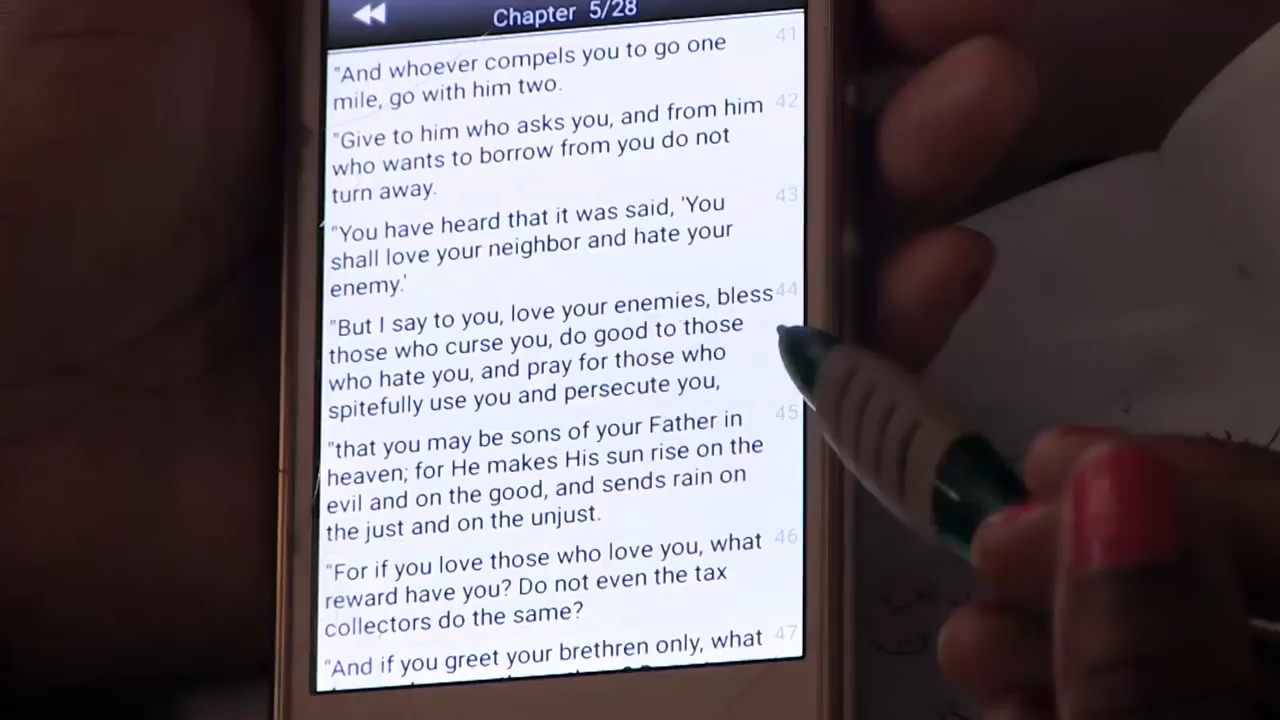 Chapter 5/28
"And whoever compels you to go one 41
mile, go with him two.
"Give to him who asks you, and from him 42
who wants to borrow from you do not
turn away.
"You have heard that it was said, 'You 43
shall love your neighbor and hate your
enemy.'
"But I say to you, love your enemies, bless 44
those who curse you, do good to those
who hate you, and pray for those who
spitefully use you and persecute you,
"that you may be sons of your Father in 45
heaven; for He makes His sun rise on the
evil and on the good, and sends rain on
the just and on the unjust.
"For if you love those who love you, what 46
reward have you? Do not even the tax
collectors do the same?
"And if you greet your brethren only, what 47